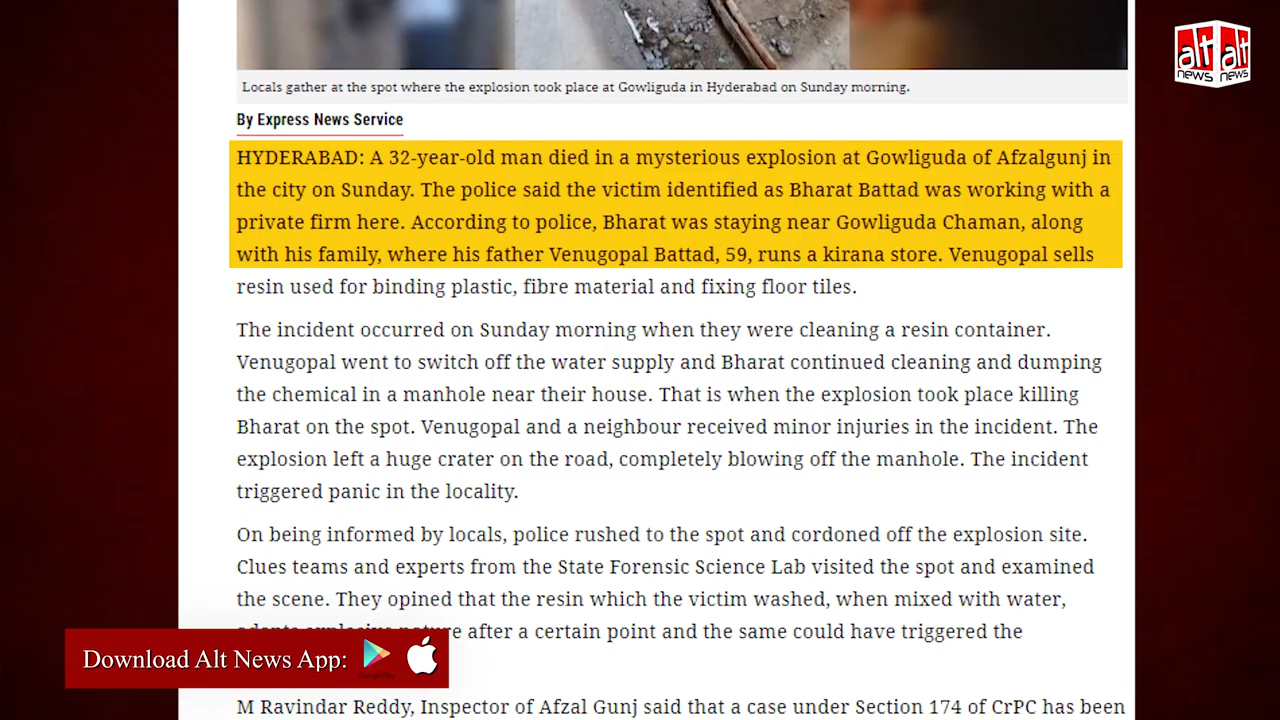 alt alt
news news
Locals gather at the spot where the explosion took place at Gowliguda in Hyderabad on Sunday morning.
By Express News Service
HYDERABAD: A 32-year-old man died in a mysterious explosion at Gowliguda of Afzalgunj in
the city on Sunday. The police said the victim identified as Bharat Battad was working with a
private firm here. According to police, Bharat was staying near Gowliguda Chaman, along
with his family, where his father Venugopal Battad, 59, runs a kirana store. Venugopal sells
resin used for binding plastic, fibre material and fixing floor tiles.
The incident occurred on Sunday morning when they were cleaning a resin container.
Venugopal went to switch off the water supply and Bharat continued cleaning and dumping
the chemical in a manhole near their house. That is when the explosion took place killing
Bharat on the spot. Venugopal and a neighbour received minor injuries in the incident. The
explosion left a huge crater on the road, completely blowing off the manhole. The incident
triggered panic in the locality.
On being informed by locals, police rushed to the spot and cordoned off the explosion site.
Clues teams and experts from the State Forensic Science Lab visited the spot and examined
the scene. They opined that the resin which the victim washed, when mixed with water,
after a certain point and the same could have triggered the
Download Alt News App:
M Ravindar Reddy, Inspector of Afzal Gunj said that a case under Section 174 of CrPC has been